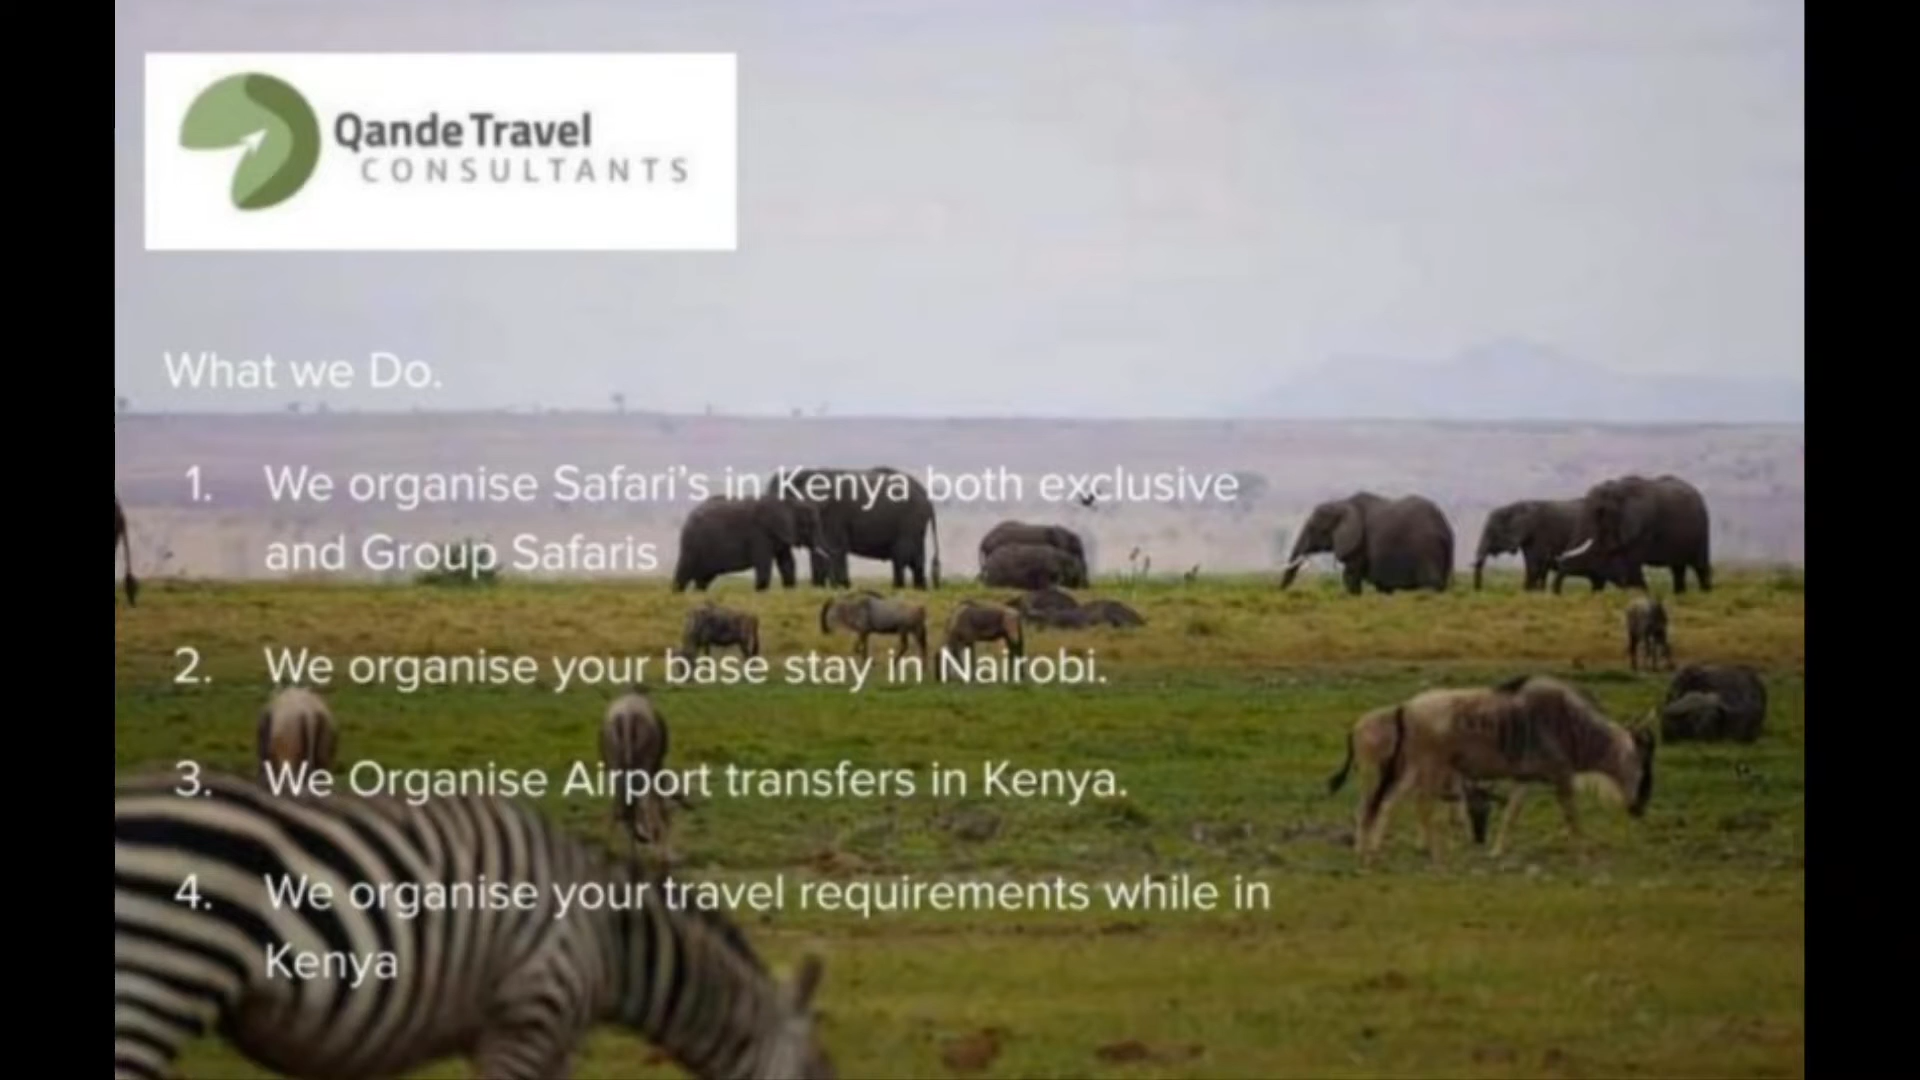 Qande Travel
CONSULTANTS
What we Do.
1. We organise Safari's in Kenya both exclusive
and Group Safaris
2. We organise your base stay in Nairobi.
3. We Organise Airport transfers in Kenya.
4. We organise your travel requirements while in
Kenya